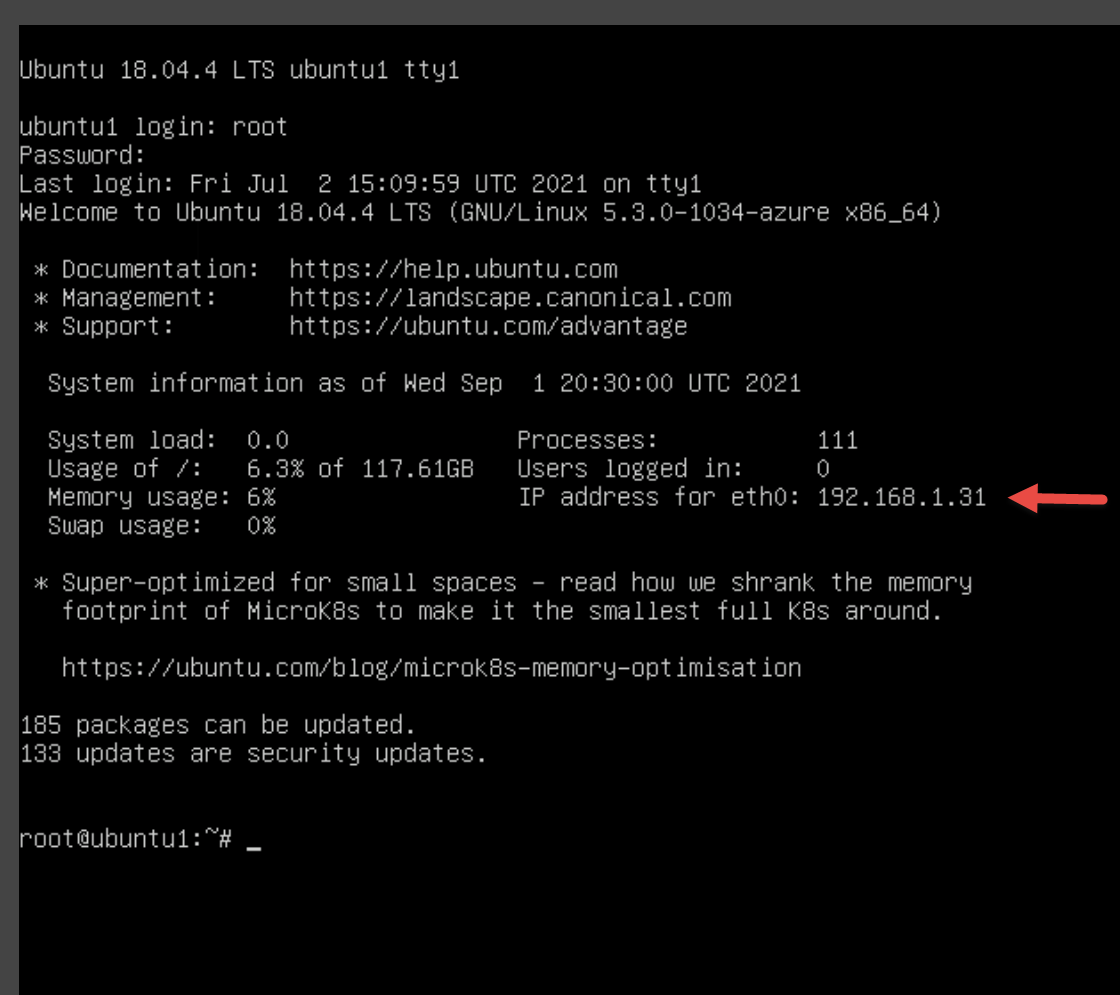 Ubuntu 18.04.4 LTS ubuntu1 tty1
ubuntu1 login: root
Password:
Last login: Fri Jul  2 15:09:59 UTC 2021 on tty1
Welcome to Ubuntu 18.04.4 LTS (GNU/Linux 5.3.0-1034-azure x86_64)
* Documentation:  https://help.ubuntu.com
* Management:     https://landscape.canonical.com
* Support:        https://ubuntu.com/advantage
System information as of Wed Sep  1 20:30:00 UTC 2021
System load:  0.0                Processes:           111
Usage of /:   6.3% of 117.61GB   Users logged in:     0
Memory usage: 6%                 IP address for eth0: 192.168.1.31
Swap usage:   0%
* Super-optimized for small spaces - read how we shrank the memory
footprint of MicroK8s to make it the smallest full K8s around.
https://ubuntu.com/blog/microk8s-memory-optimisation
185 packages can be updated.
133 updates are security updates.
root@ubuntu1:~# _